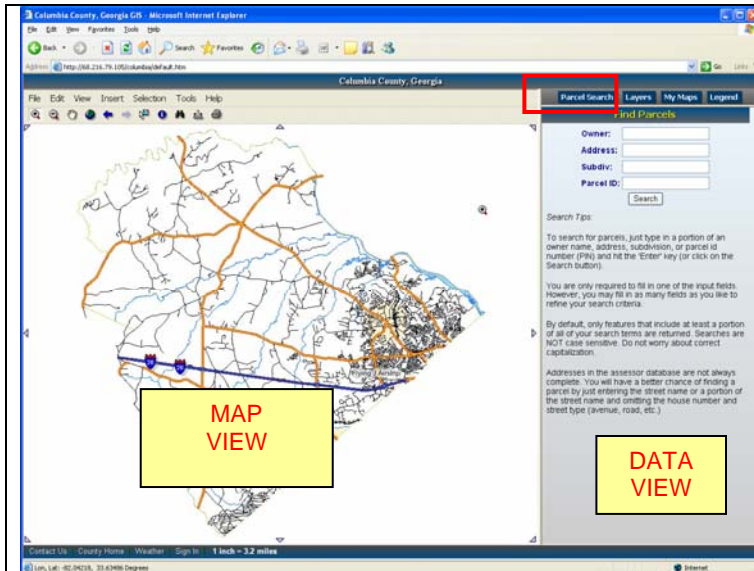 Columbia County, Georgia GIS - Microsoft Internet Explorer
File Edit View Favorites Tools Help
Back Search Favorites
Address http://68.216.79.105/columbia/default.htm Go Links
Columbia County, Georgia
File Edit View Insert Selection Tools Help
Parcel Search Layers My Maps Legend
Find Parcels
Owner:
Address:
Subdiv:
Parcel ID:
Search
Search Tips:
To search for parcels, just type in a portion of an
owner name, address, subdivision, or parcel id
number (PIN) and hit the 'Enter' key (or click on the
Search button).
You are only required to fill in one of the input fields.
However, you may fill in as many fields as you like to
refine your search criteria.
By default, only features that include at least a portion
of all of your search terms are returned. Searches are
NOT case sensitive. Do not worry about correct
capitalization.
Addresses in the assessor database are not always
complete. You will have a better chance of finding a
parcel by just entering the street name or a portion of
the street name and omitting the house number and
street type (avenue, road, etc.)
20
20
Flying J Airstrip
MAP
VIEW
DATA
VIEW
Contact Us County Home Weather Sign In 1 inch = 3.2 miles
Lon, Lat: -82.04218, 33.63486 Degrees Internet